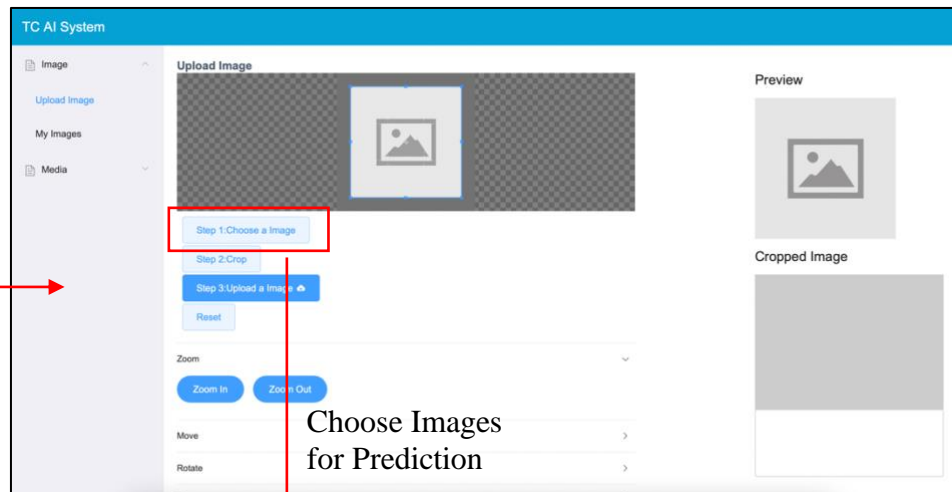 TC AI System
Image
Upload Image
My Images
Media
Upload Image
Step 1:Choose a Image
Step 2:Crop
Step 3:Upload a Image
Reset
Zoom
Zoom In
Zoom Out
Move
Rotate
Choose Images
for Prediction
Preview
Cropped Image